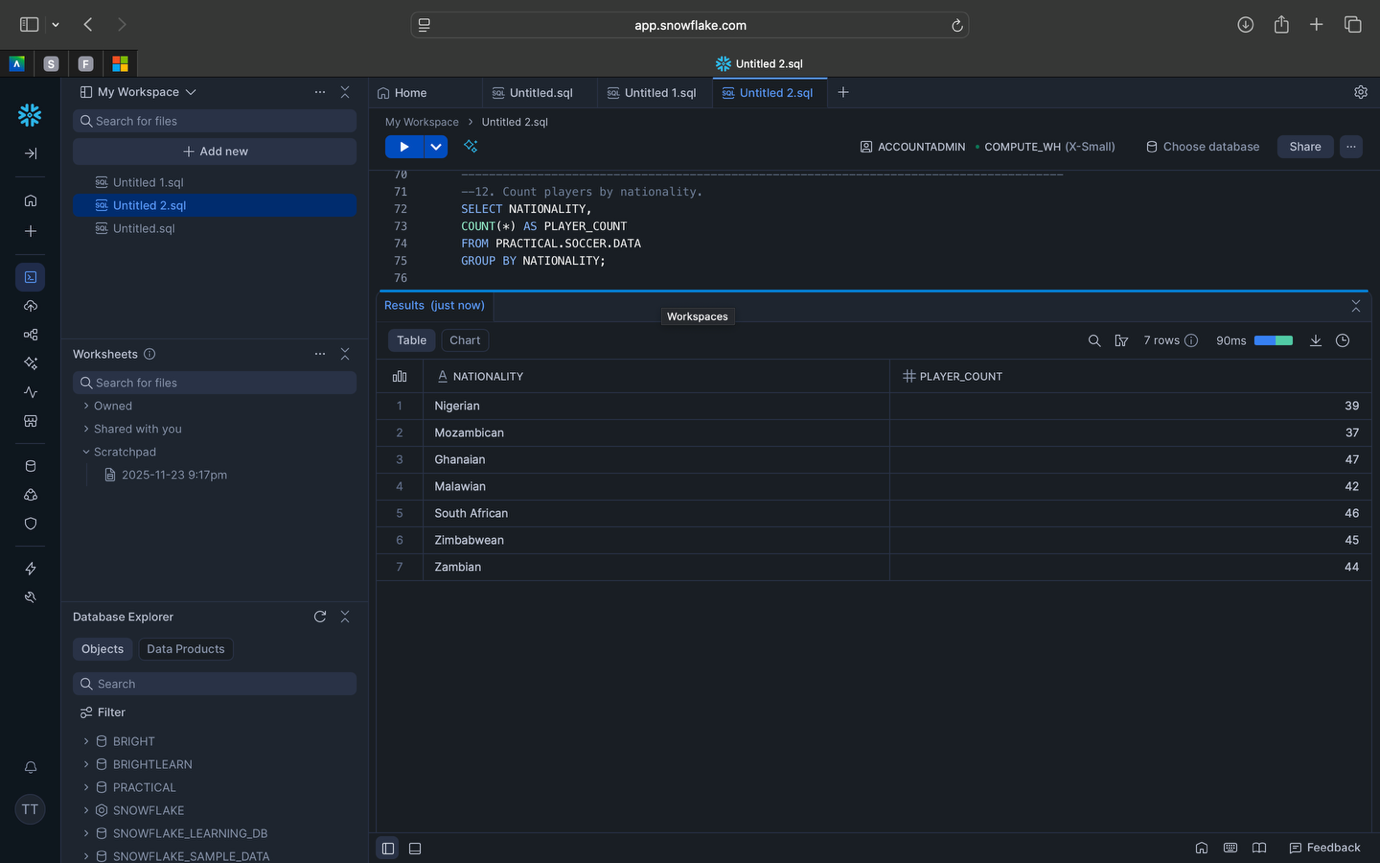 app.snowflake.com
S
F
Untitled 2.sql
My Workspace
Search for files
Add new
Untitled 1.sql
Untitled 2.sql
Untitled.sql
Worksheets
Search for files
Owned
Shared with you
Scratchpad
2025-11-23 9:17pm
Database Explorer
Objects
Data Products
Search
Filter
BRIGHT
BRIGHTLEARN
PRACTICAL
SNOWFLAKE
SNOWFLAKE_LEARNING_DB
SNOWFLAKE_SAMPLE_DATA
TT
Home
Untitled.sql
Untitled 1.sql
Untitled 2.sql
My Workspace > Untitled 2.sql
ACCOUNTADMIN
COMPUTE_WH (X-Small)
Choose database
Share
70 ----------------------------------------------------------------------------------------
71 --12. Count players by nationality.
72 SELECT NATIONALITY,
73 COUNT(*) AS PLAYER_COUNT
74 FROM PRACTICAL.SOCCER.DATA
75 GROUP BY NATIONALITY;
76
Results (just now)
Workspaces
Table
Chart
7 rows
90ms
NATIONALITY PLAYER_COUNT
1 Nigerian 39
2 Mozambican 37
3 Ghanaian 47
4 Malawian 42
5 South African 46
6 Zimbabwean 45
7 Zambian 44
Feedback